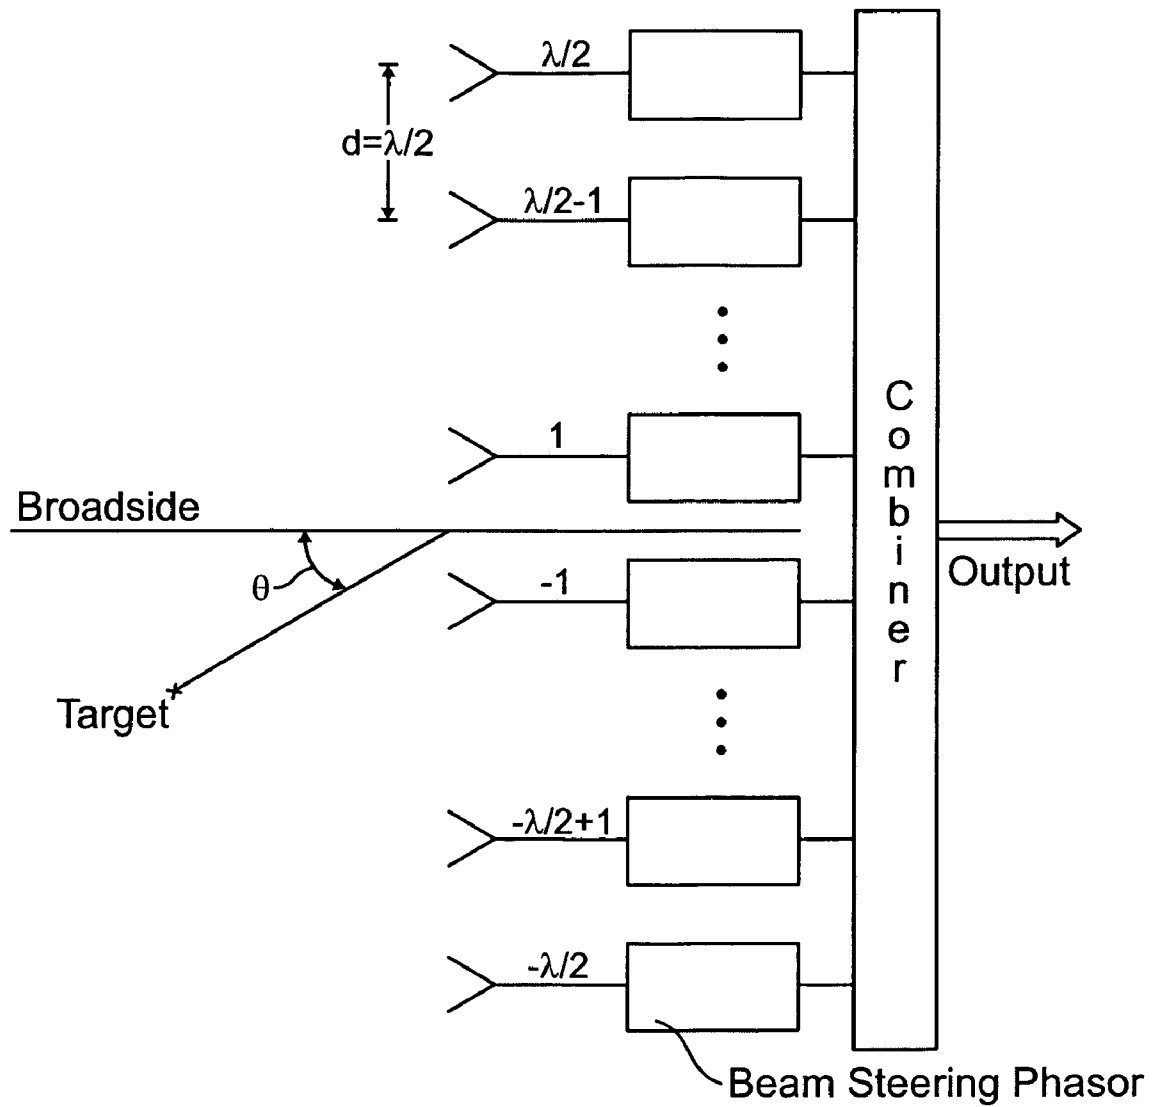 λ/2
d=λ/2
λ/2-1
1
Broadside
θ
-1
Target
Combiner
Output
-λ/2+1
-λ/2
Beam Steering Phasor